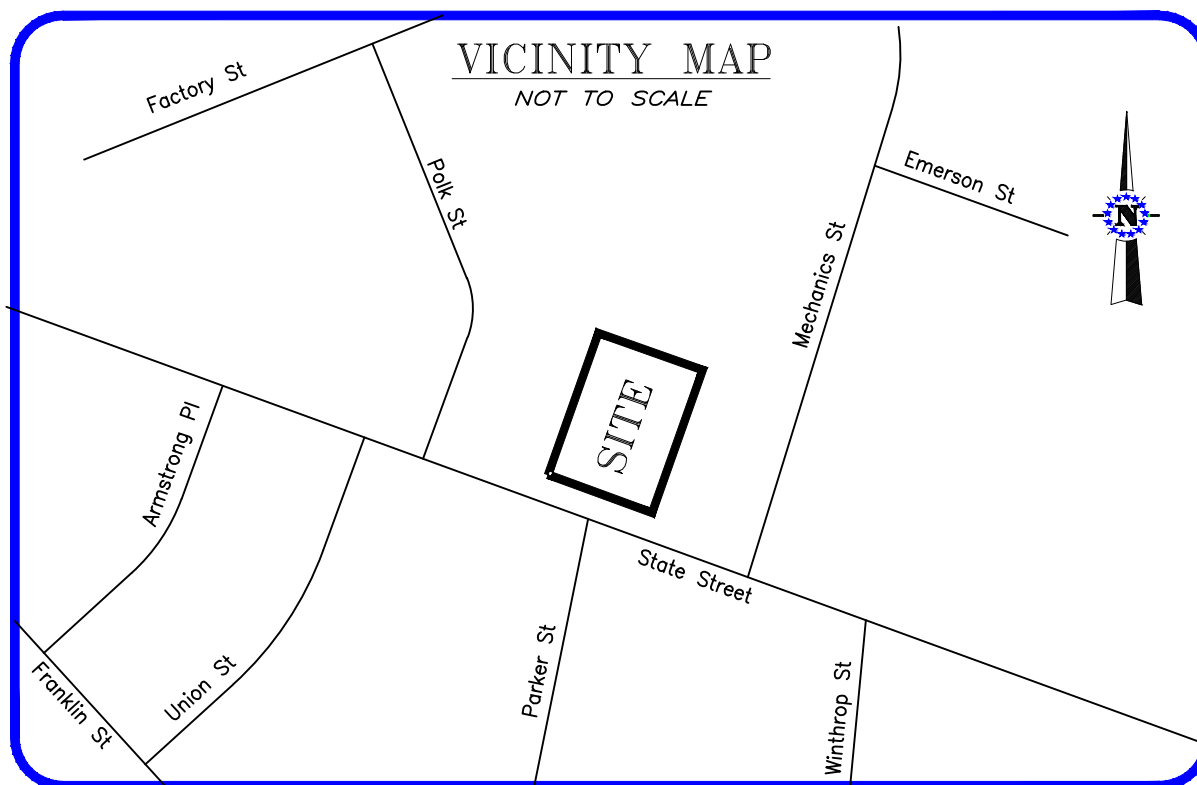 VICINITY MAP
NOT TO SCALE
Factory St
Polk St
Emerson St
N
Mechanics St
SITE
Armstrong Pl
State Street
Union St
Franklin St
Parker St
Winthrop St